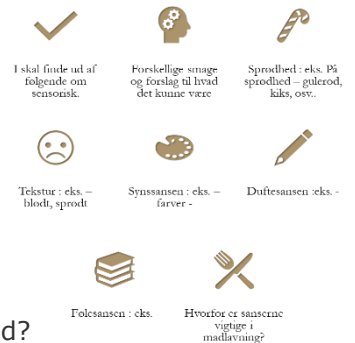 I skal finde ud af
følgende om
sensorisk.
Forskellige smage
og forslag til hvad
det kunne være
Sprødhed : eks. På
sprødhed – gulerod,
kiks, osv..
Tekstur : eks. –
blødt, sprødt
Synssansen : eks. –
farver -
Duftesansen :eks. -
Følesansen : eks.
Hvorfor er sanserne
vigtige i
madlavning?
d?